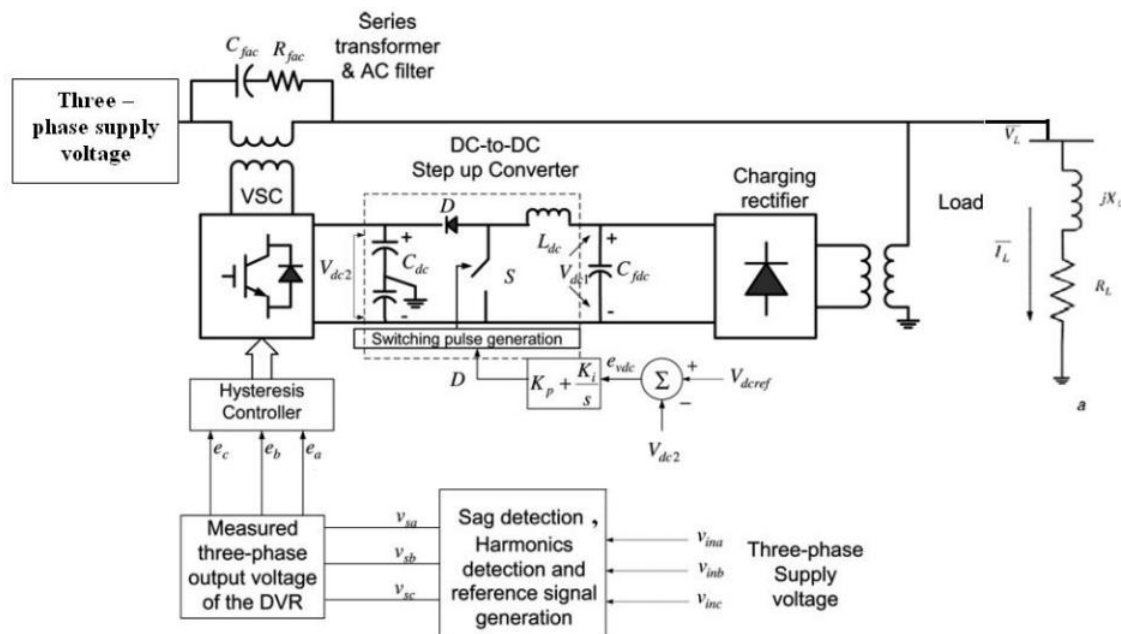 Series
transformer
& AC filter
C_fac R_fac
Three –
phase supply
voltage
DC-to-DC
Step up Converter
VSC
Charging
rectifier
Load
V_L
jX_L
I_L
R_L
D
L_dc
V_dc2
+
C_dc
-
S
V_dc1
+
C_fdc
-
Switching pulse generation
D
K_p + K_i/s
e_vdc
Σ
+
−
V_dcref
V_dc2
a
Hysteresis
Controller
e_c e_b e_a
Measured
three-phase
output voltage
of the DVR
v_sa
v_sb
v_sc
Sag detection ,
Harmonics
detection and
reference signal
generation
v_ina
v_inb
v_inc
Three-phase
Supply
voltage